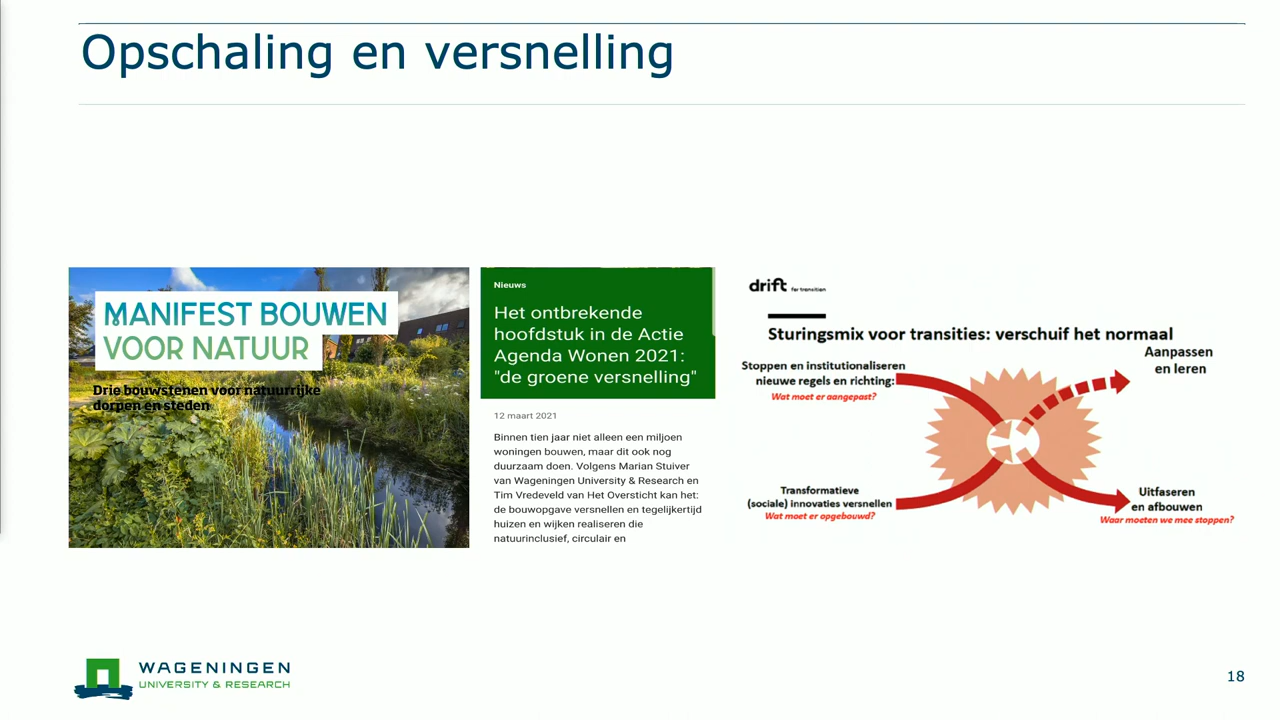 Opschaling en versnelling
MANIFEST BOUWEN
VOOR NATUUR
Drie bouwstenen voor natuurrijke
dorpen en steden
Nieuws
Het ontbrekende
hoofdstuk in de Actie
Agenda Wonen 2021:
"de groene versnelling"
12 maart 2021
Binnen tien jaar niet alleen een miljoen
woningen bouwen, maar dit ook nog
duurzaam doen. Volgens Marian Stuiver
van Wageningen University & Research en
Tim Vredeveld van Het Oversticht kan het:
de bouwopgave versnellen en tegelijkertijd
huizen en wijken realiseren die
natuurinclusief, circulair en
drift for transition
Sturingsmix voor transities: verschuif het normaal
Stoppen en institutionaliseren
nieuwe regels en richting:
Wat moet er aangepast?
Aanpassen
en leren
Transformatieve
(sociale) innovaties versnellen
Wat moet er opgebouwd?
Uitfaseren
en afbouwen
Waar moeten we mee stoppen?
WAGENINGEN
UNIVERSITY & RESEARCH
18